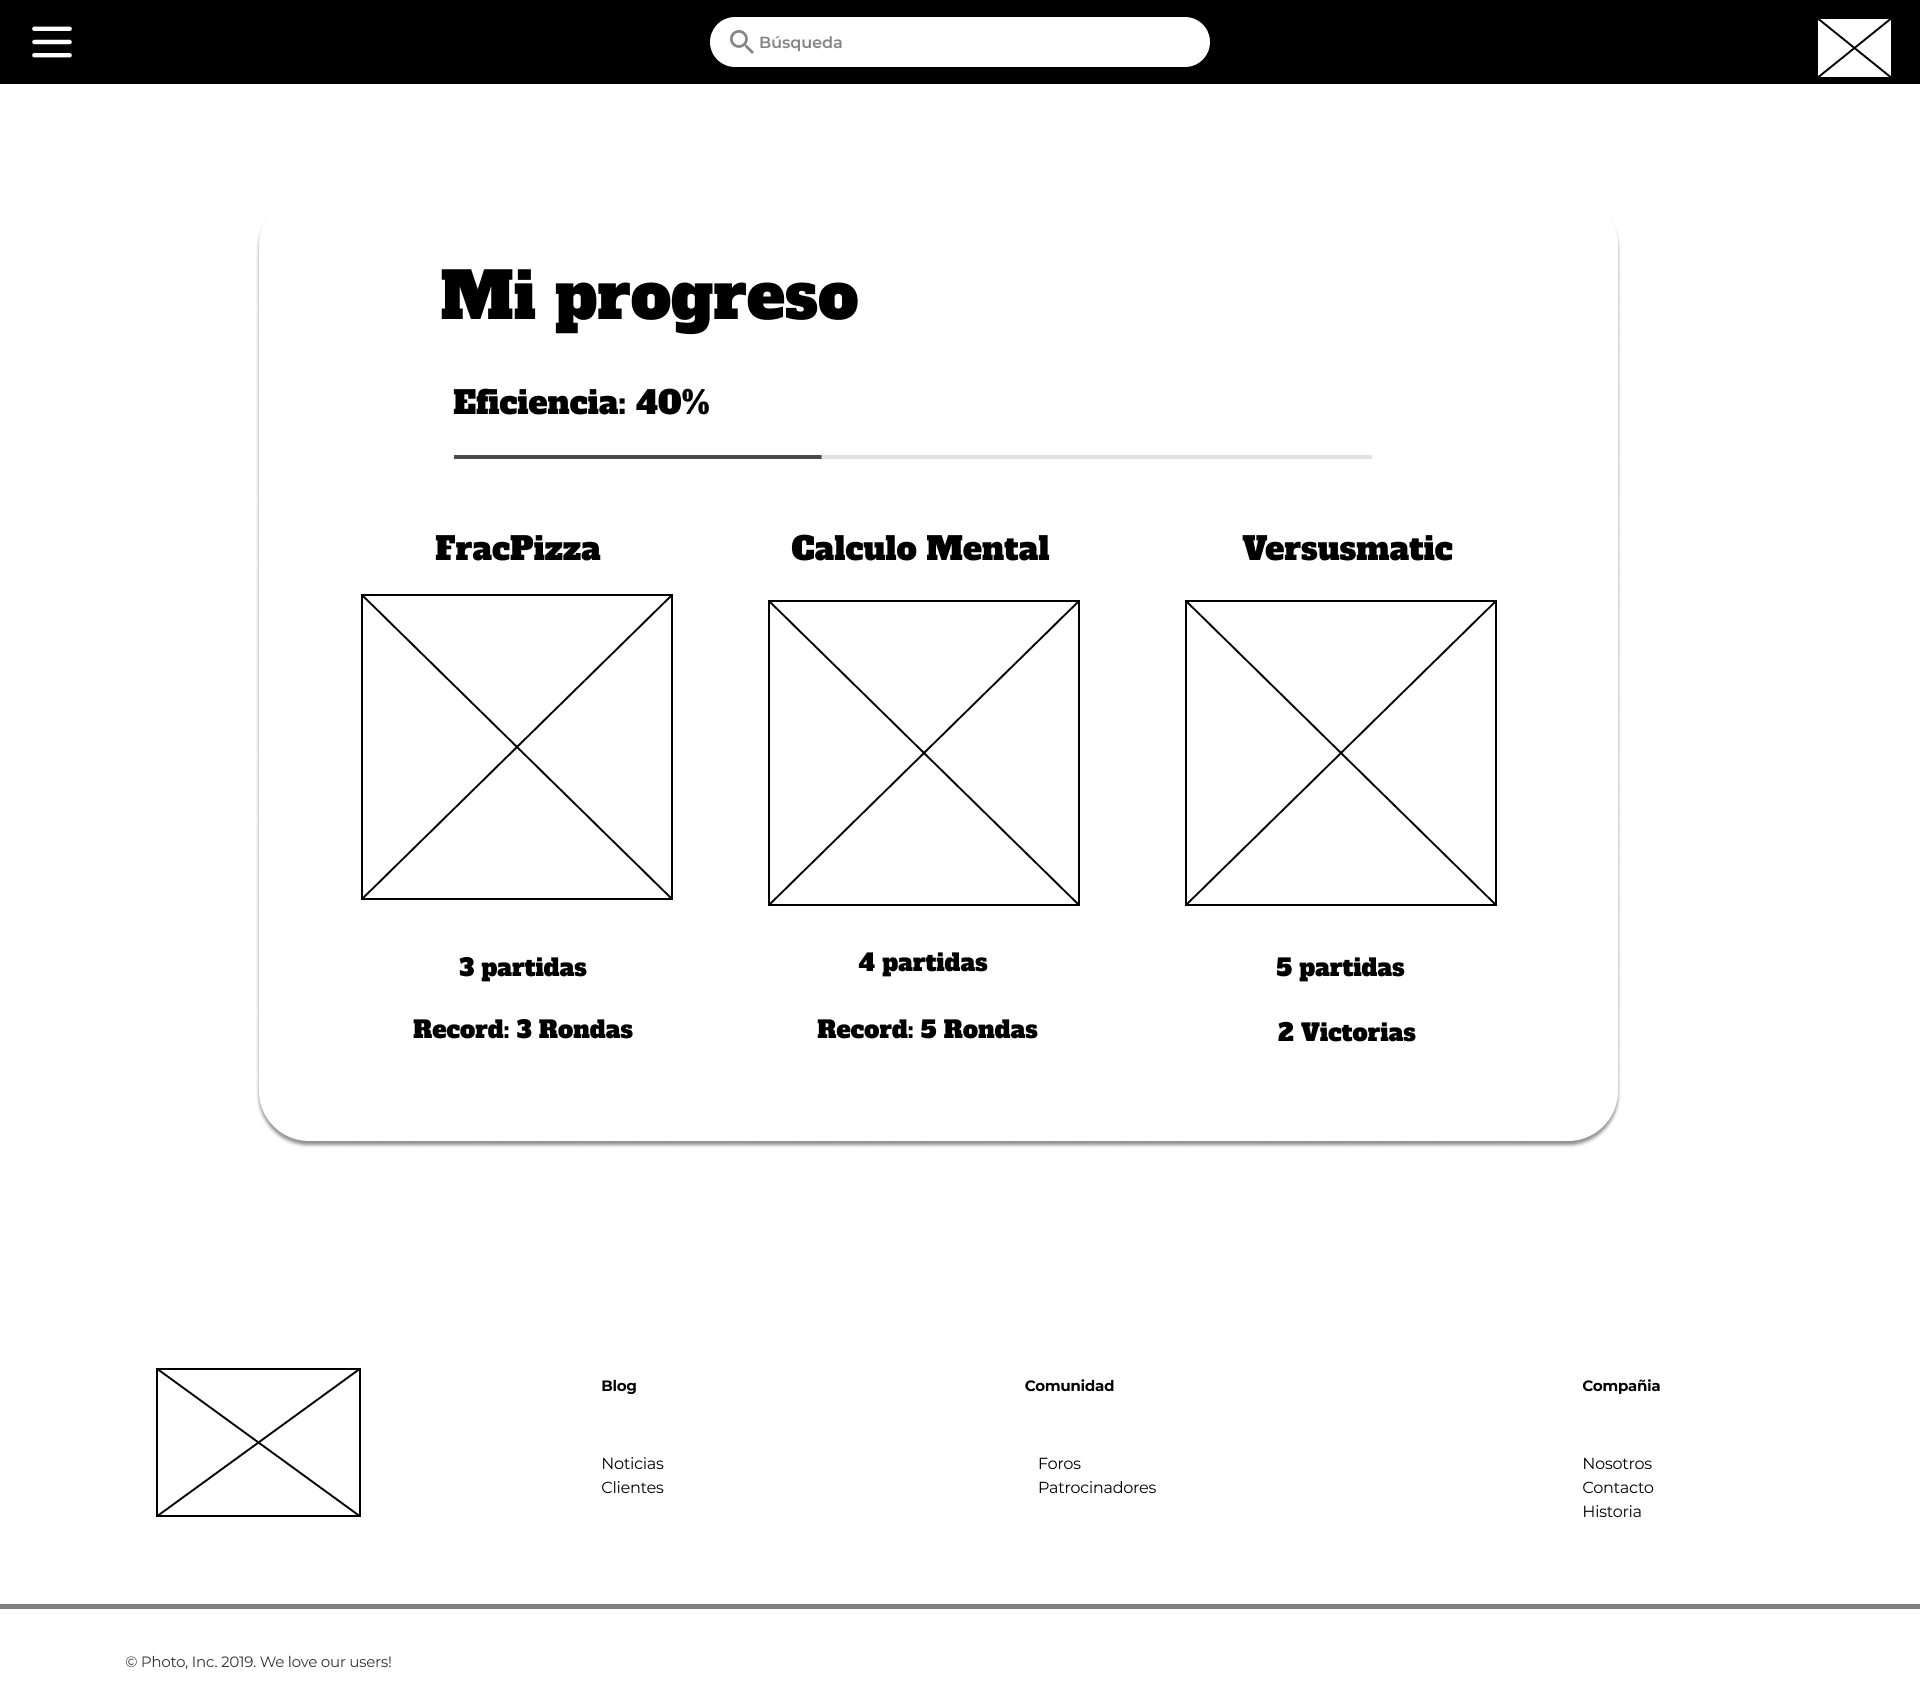 Búsqueda
Mi progreso
Eficiencia: 40%
FracPizza
Calculo Mental
Versusmatic
3 partidas
4 partidas
5 partidas
Record: 3 Rondas
Record: 5 Rondas
2 Victorias
Blog
Comunidad
Compañia
Noticias
Foros
Nosotros
Clientes
Patrocinadores
Contacto
Historia
© Photo, Inc. 2019. We love our users!